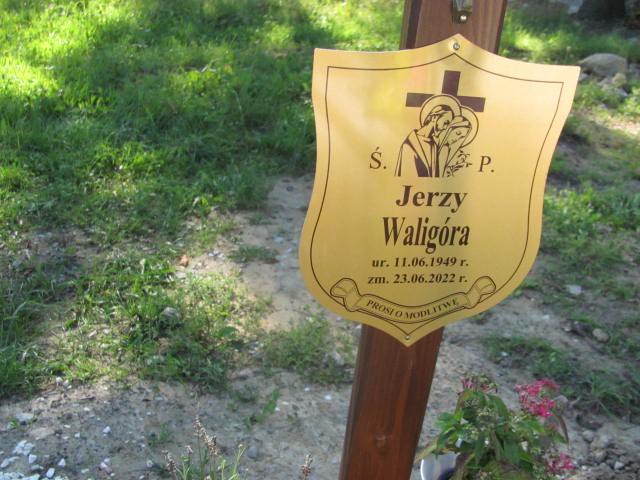 Ś. P.
Jerzy
Waligóra
ur. 11.06.1949 r.
zm. 23.06.2022 r.
PROSI O MODLITWĘ